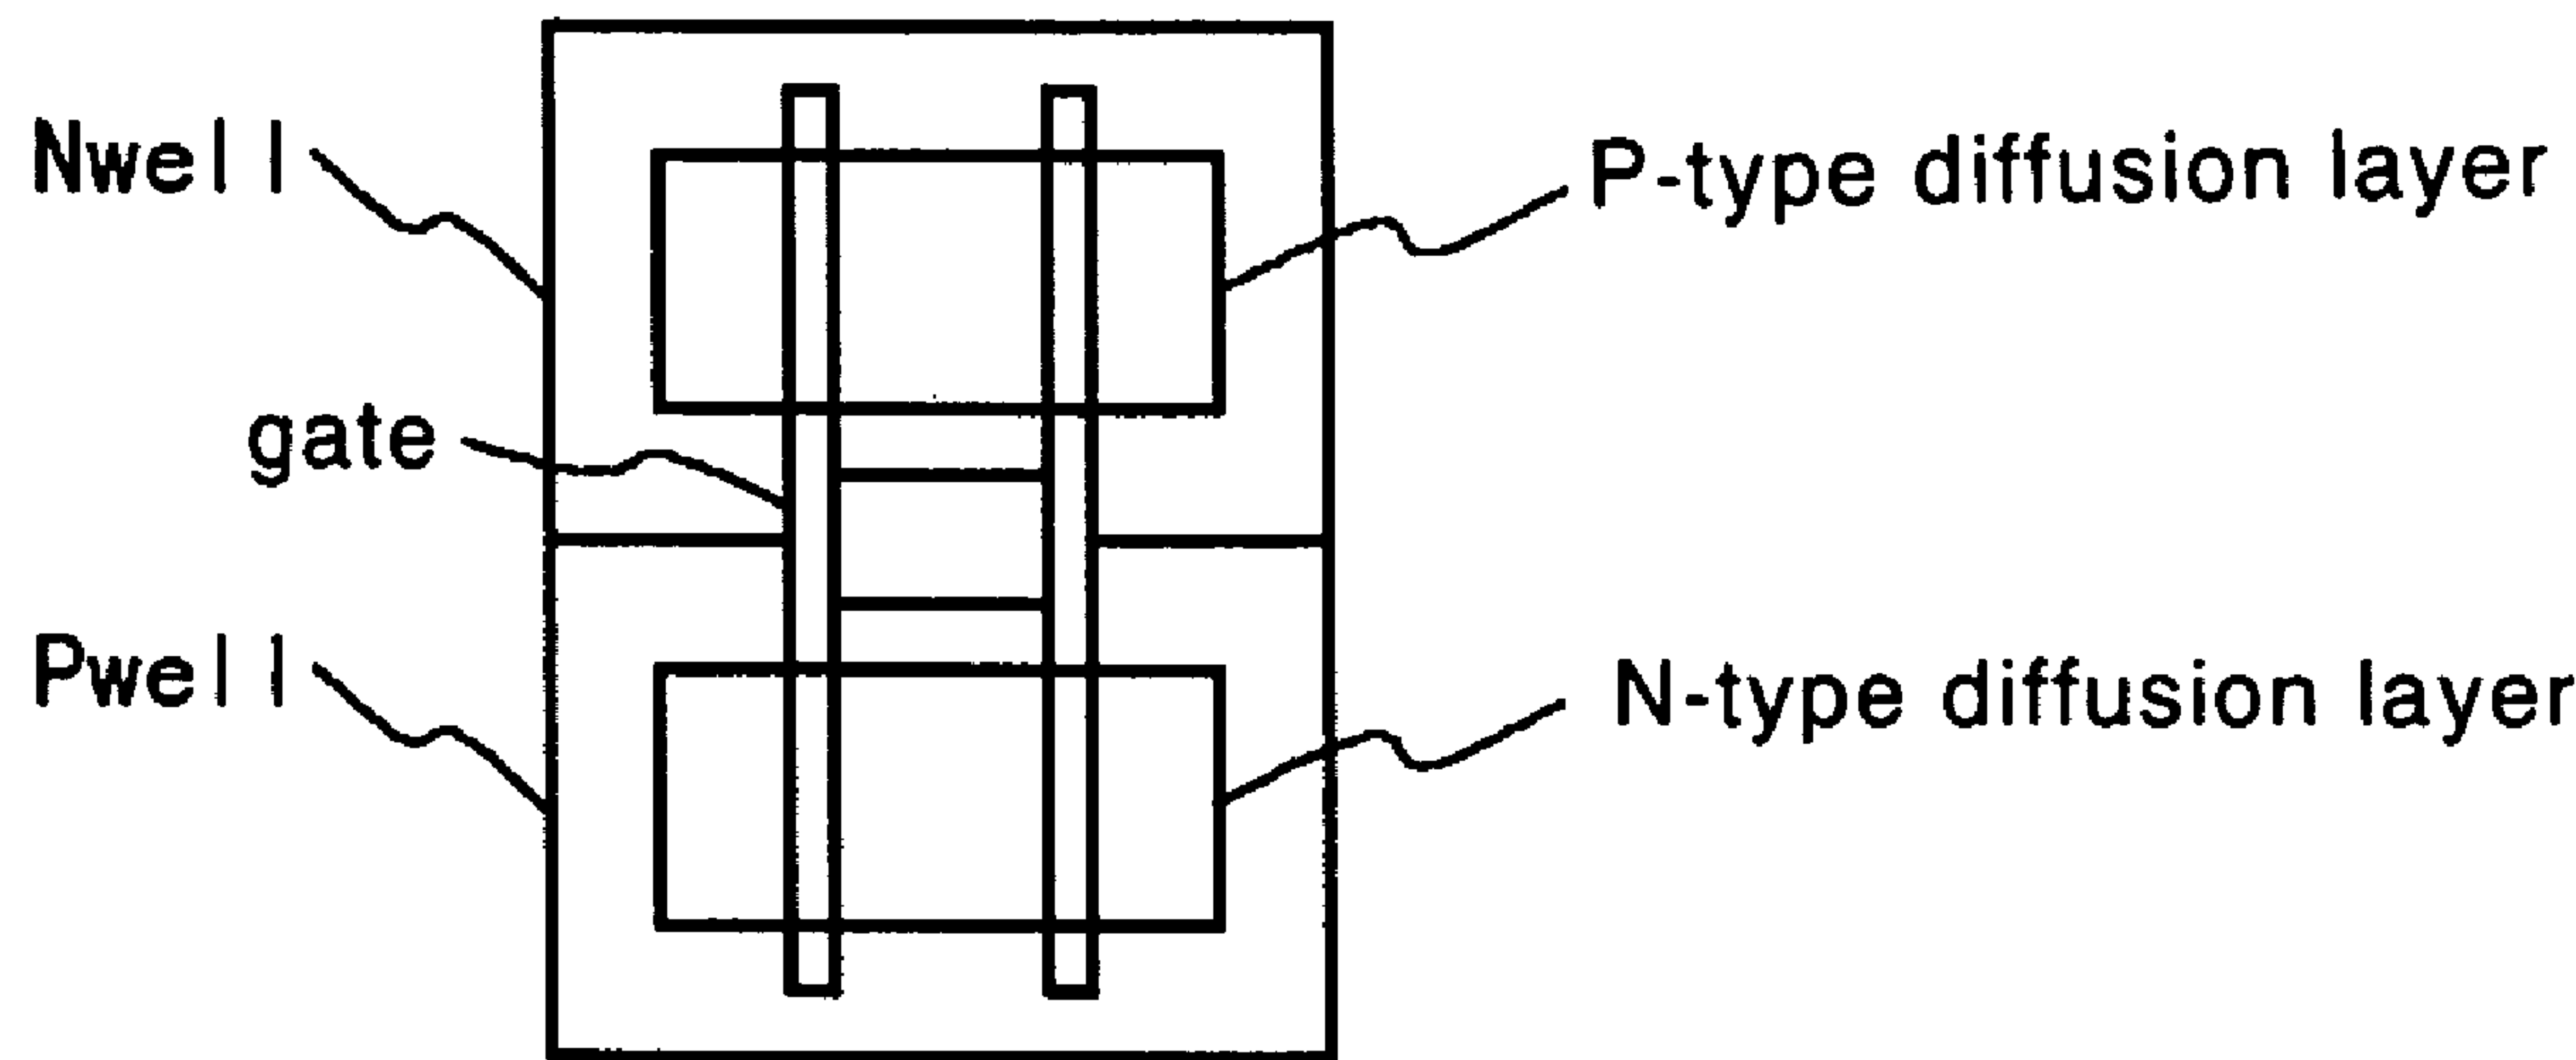 Nwell
P-type diffusion layer
gate
Pwell
N-type diffusion layer